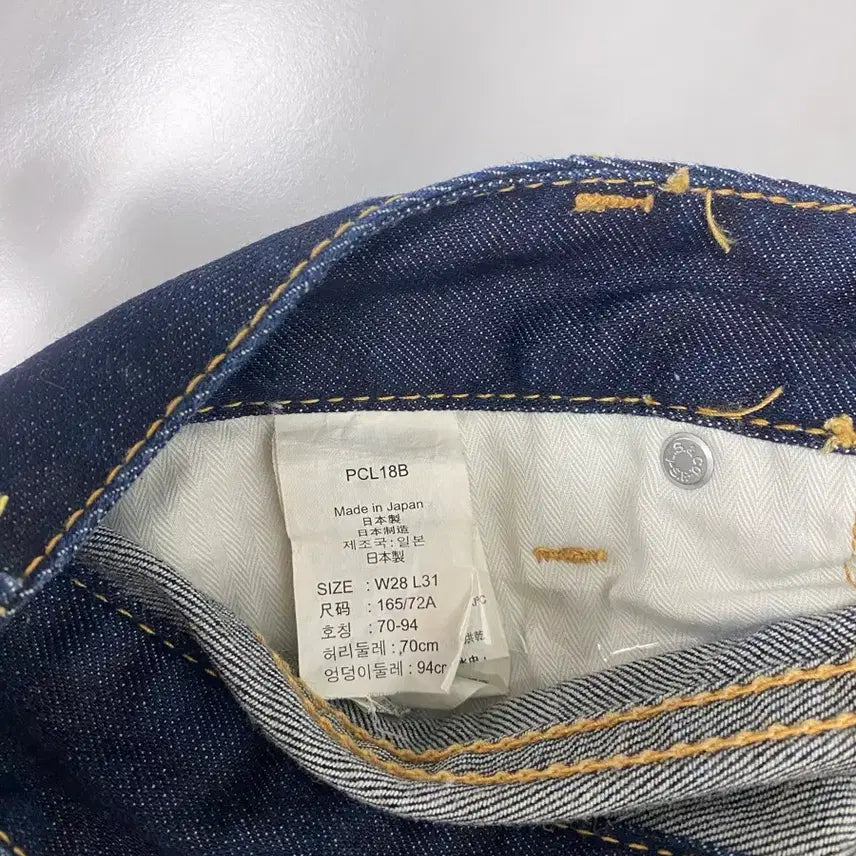 PCL18B
Made in Japan
日本製
日本制造
제조국 : 일본
日本製
SIZE : W28 L31
尺码 : 165/72A
호칭 : 70-94
허리둘레 : 70cm
엉덩이둘레 : 94cm